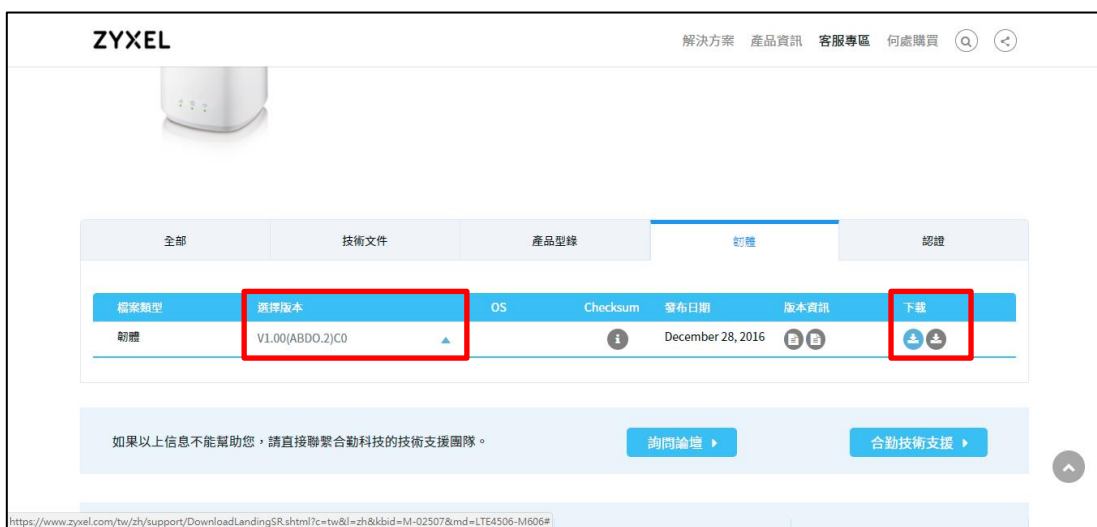 ZYXEL
解決方案 產品資訊 客服專區 何處購買
全部 技術文件 產品型錄 韌體 認證
檔案類型 選擇版本 OS Checksum 發布日期 版本資訊 下載
韌體 V1.00(ABDO.2)C0 December 28, 2016
如果以上信息不能幫助您，請直接聯繫合勤科技的技術支援團隊。 詢問論壇 合勤技術支援
https://www.zyxel.com/tw/zh/support/DownloadLandingSR.shtml?c=tw&l=zh&kbid=M-02507&md=LTE4506-M606#